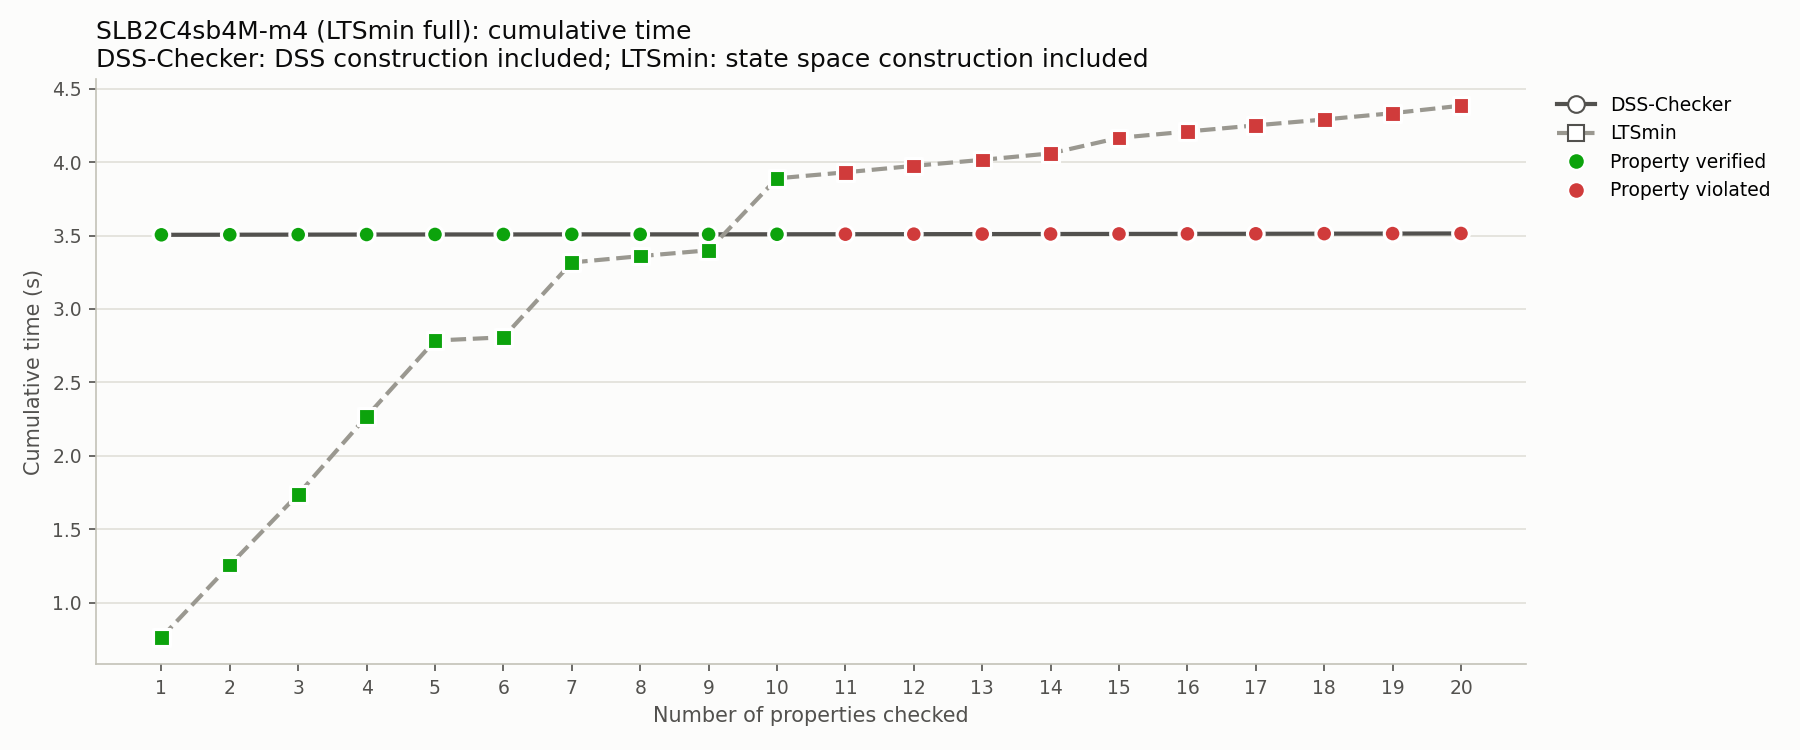 SLB2C4sb4M-m4 (LTSmin full): cumulative time
DSS-Checker: DSS construction included; LTSmin: state space construction included
4.5
4.0
3.5
3.0
2.5
2.0
1.5
1.0
Cumulative time (s)
1 2 3 4 5 6 7 8 9 10 11 12 13 14 15 16 17 18 19 20
Number of properties checked
DSS-Checker
LTSmin
Property verified
Property violated